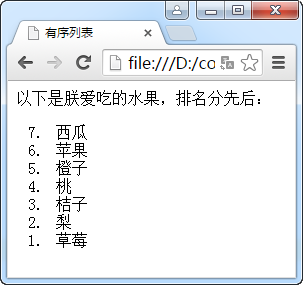 有序列表
file:///D:/co
以下是朕爱吃的水果，排名分先后：
7. 西瓜
6. 苹果
5. 橙子
4. 桃
3. 桔子
2. 梨
1. 草莓